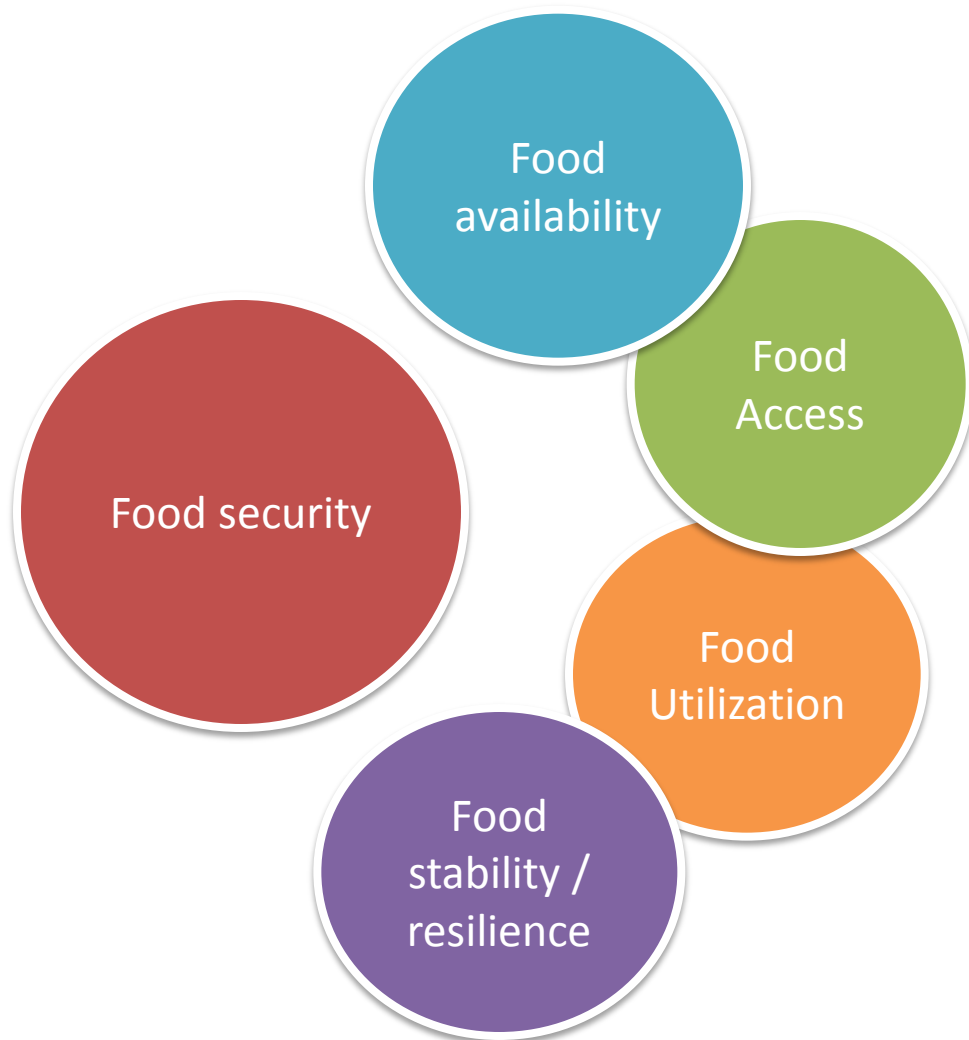 Food
availability
Food
Access
Food security
Food
Utilization
Food
stability /
resilience